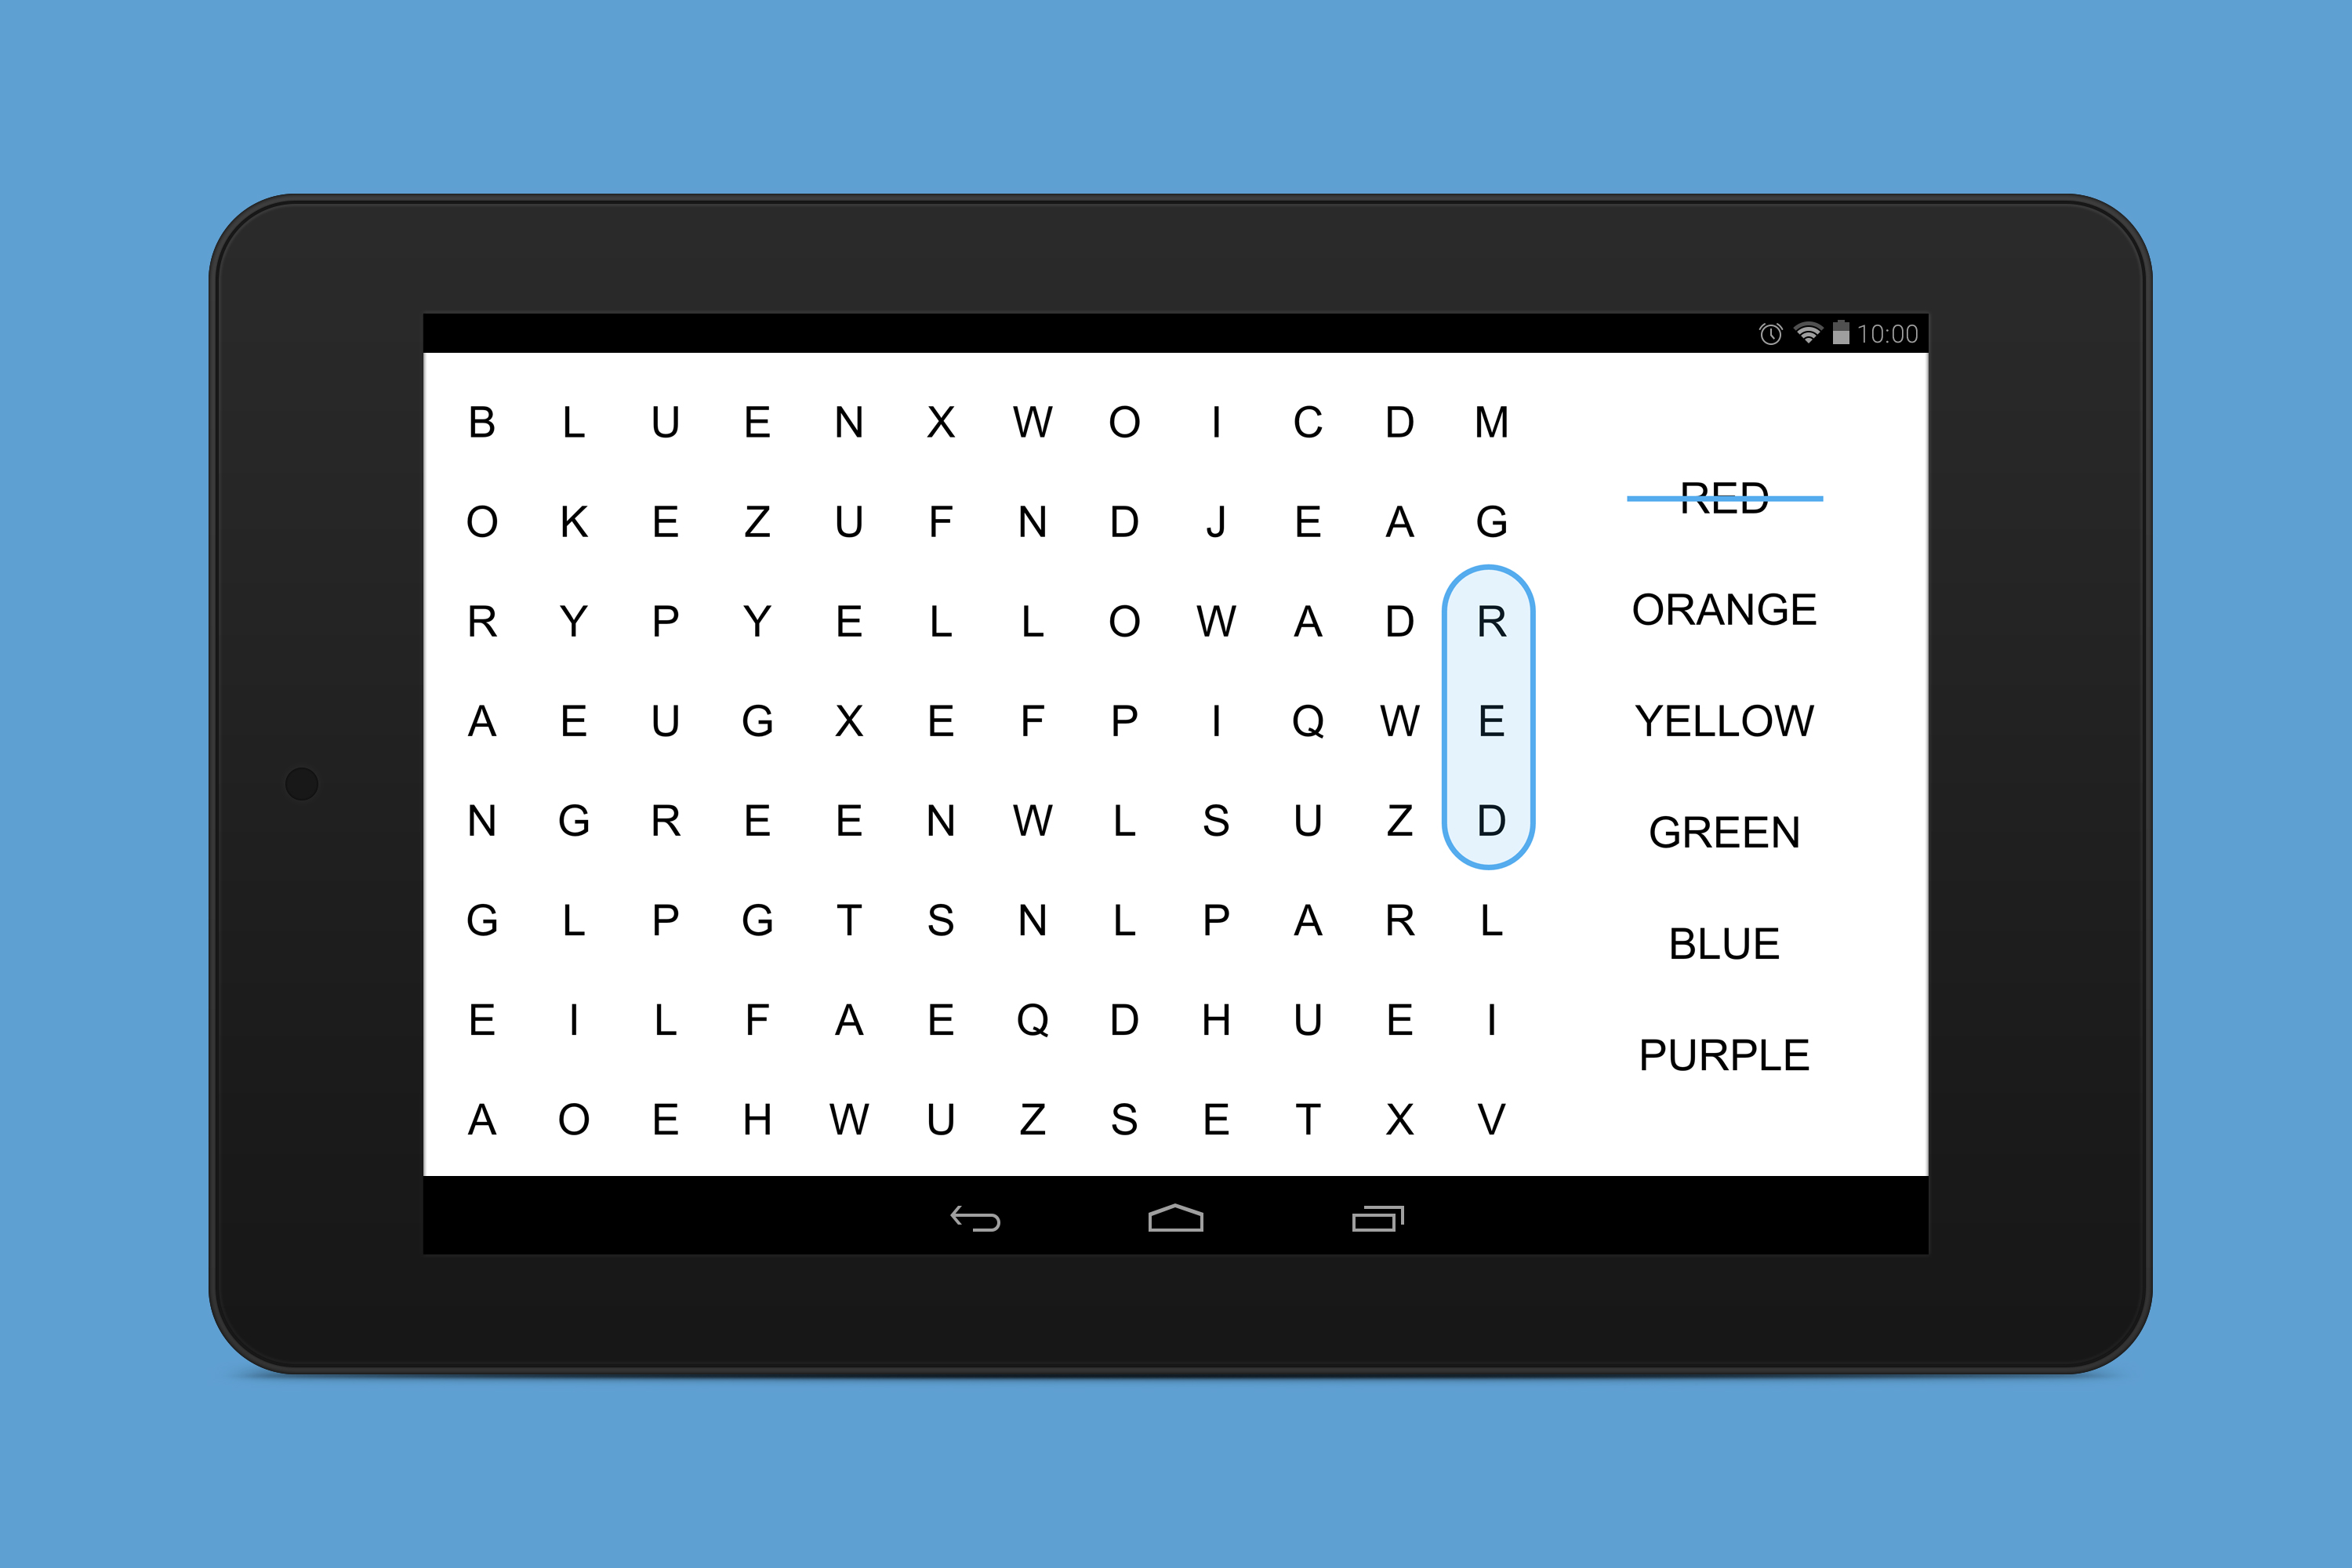 10:00
B L U E N X W O I C D M
O K E Z U F N D J E A G
R Y P Y E L L O W A D R
A E U G X E F P I Q W E
N G R E E N W L S U Z D
G L P G T S N L P A R L
E I L F A E Q D H U E I
A O E H W U Z S E T X V
RED
ORANGE
YELLOW
GREEN
BLUE
PURPLE